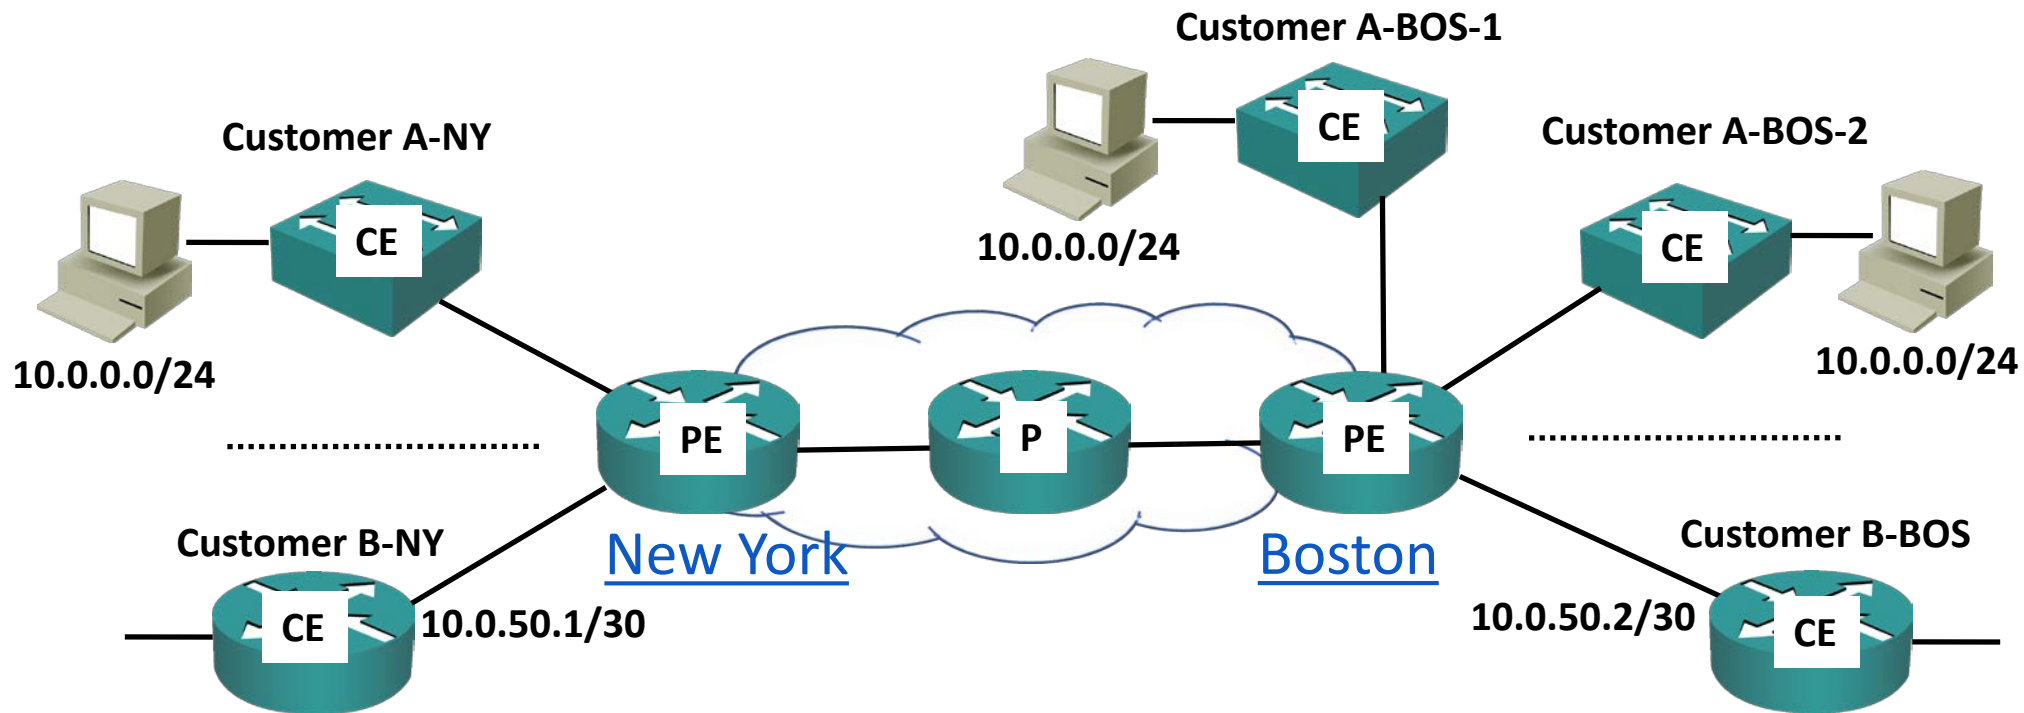 Customer A-BOS-1
CE
Customer A-NY
Customer A-BOS-2
CE
CE
10.0.0.0/24
10.0.0.0/24
10.0.0.0/24
PE
P
PE
Customer B-NY
New York
Boston
Customer B-BOS
CE
10.0.50.1/30
10.0.50.2/30
CE